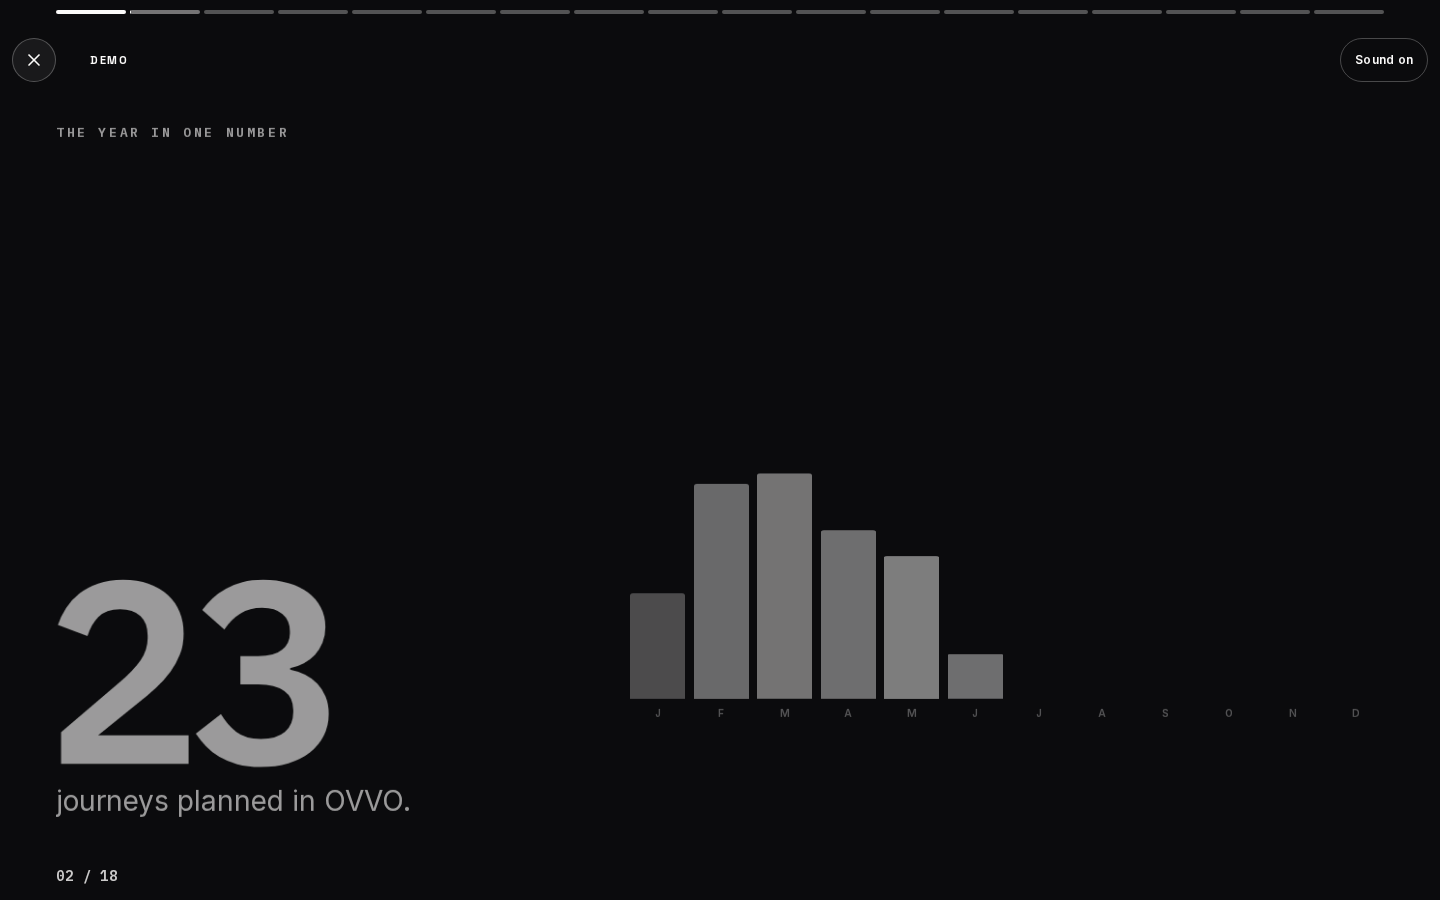 DEMO
Sound on
THE YEAR IN ONE NUMBER
J F M A M J J A S O N D
23
journeys planned in OVVO.
02 / 18